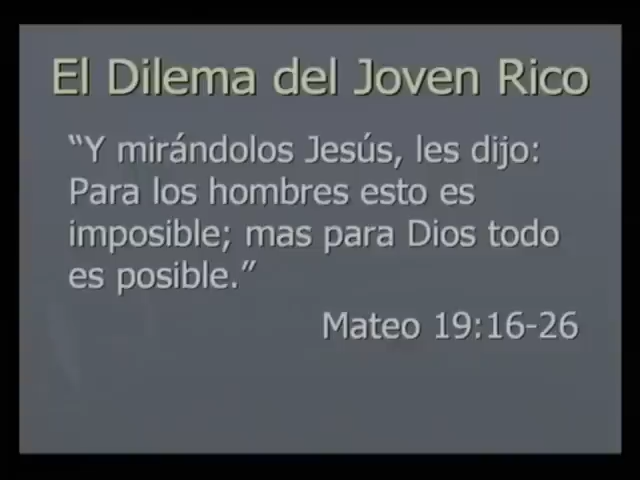 El Dilema del Joven Rico
“Y mirándolos Jesús, les dijo:
Para los hombres esto es
imposible; mas para Dios todo
es posible.”
Mateo 19:16-26